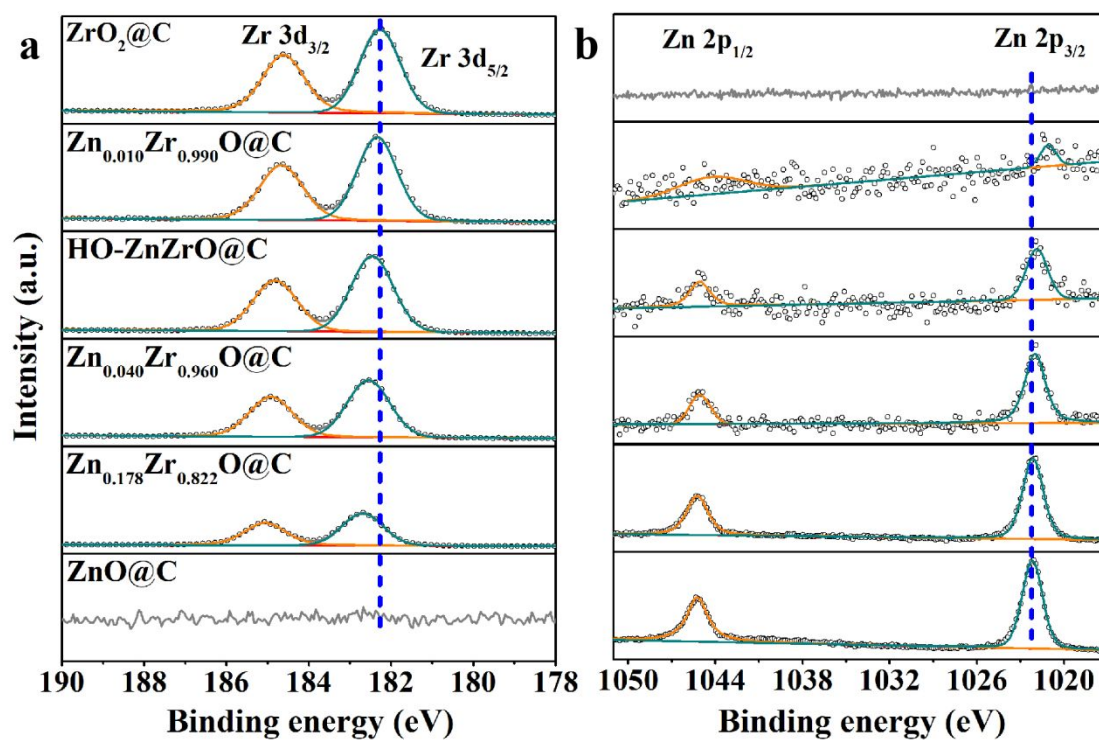 a
ZrO₂@C
Zr 3d₃/₂
Zr 3d₅/₂
Zn₀.₀₁₀Zr₀.₉₉₀O@C
HO-ZnZrO@C
Zn₀.₀₄₀Zr₀.₉₆₀O@C
Zn₀.₁₇₈Zr₀.₈₂₂O@C
ZnO@C
Intensity (a.u.)
190 188 186 184 182 180 178
Binding energy (eV)
b
Zn 2p₁/₂
Zn 2p₃/₂
1050 1044 1038 1032 1026 1020
Binding energy (eV)